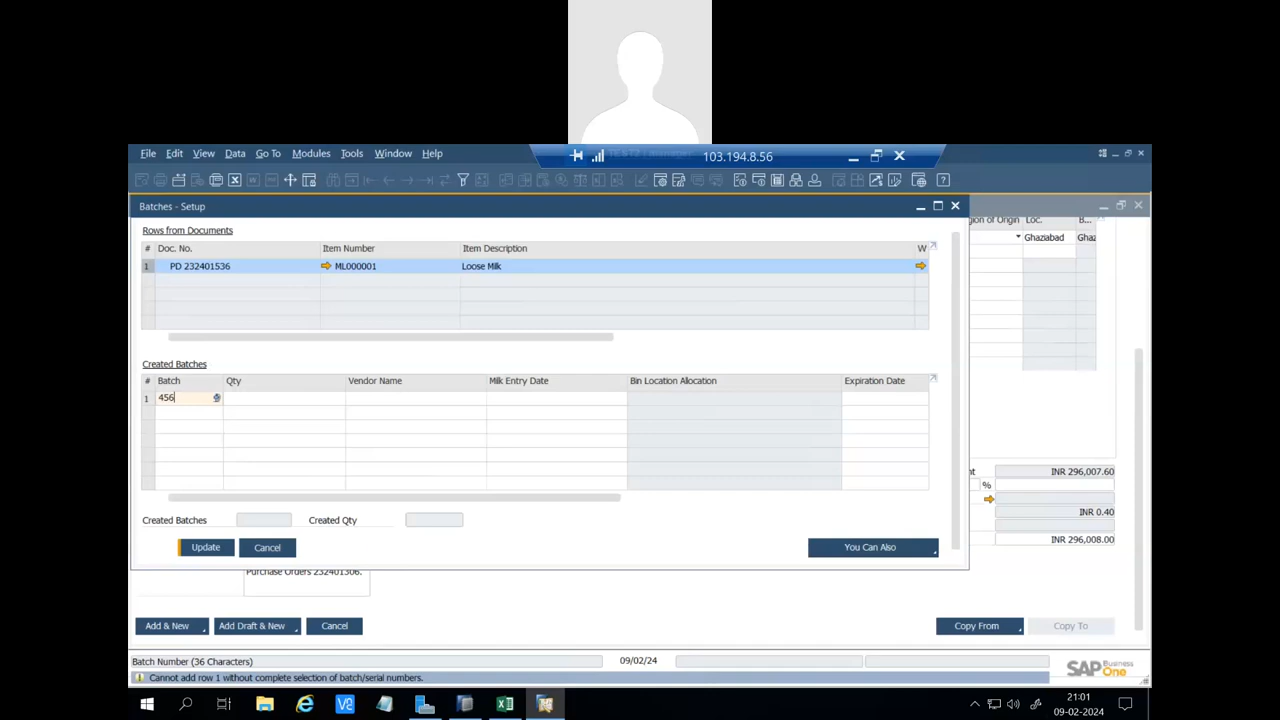 File Edit View Data Go To Modules Tools Window Help
103.194.8.56
Batches - Setup
Rows from Documents
# Doc. No. Item Number Item Description W
1 PD 232401536 ML000001 Loose Milk
Region of Origin Loc. B...
Ghaziabad Ghaz
Created Batches
# Batch Qty Vendor Name Milk Entry Date Bin Location Allocation Expiration Date
1 456
INR 296,007.60
%
INR 0.40
INR 296,008.00
Created Batches Created Qty
Update Cancel You Can Also
Purchase Orders 232401306.
Add & New Add Draft & New Cancel Copy From Copy To
Batch Number (36 Characters) 09/02/24
SAP Business One
Cannot add row 1 without complete selection of batch/serial numbers.
21:01
09-02-2024